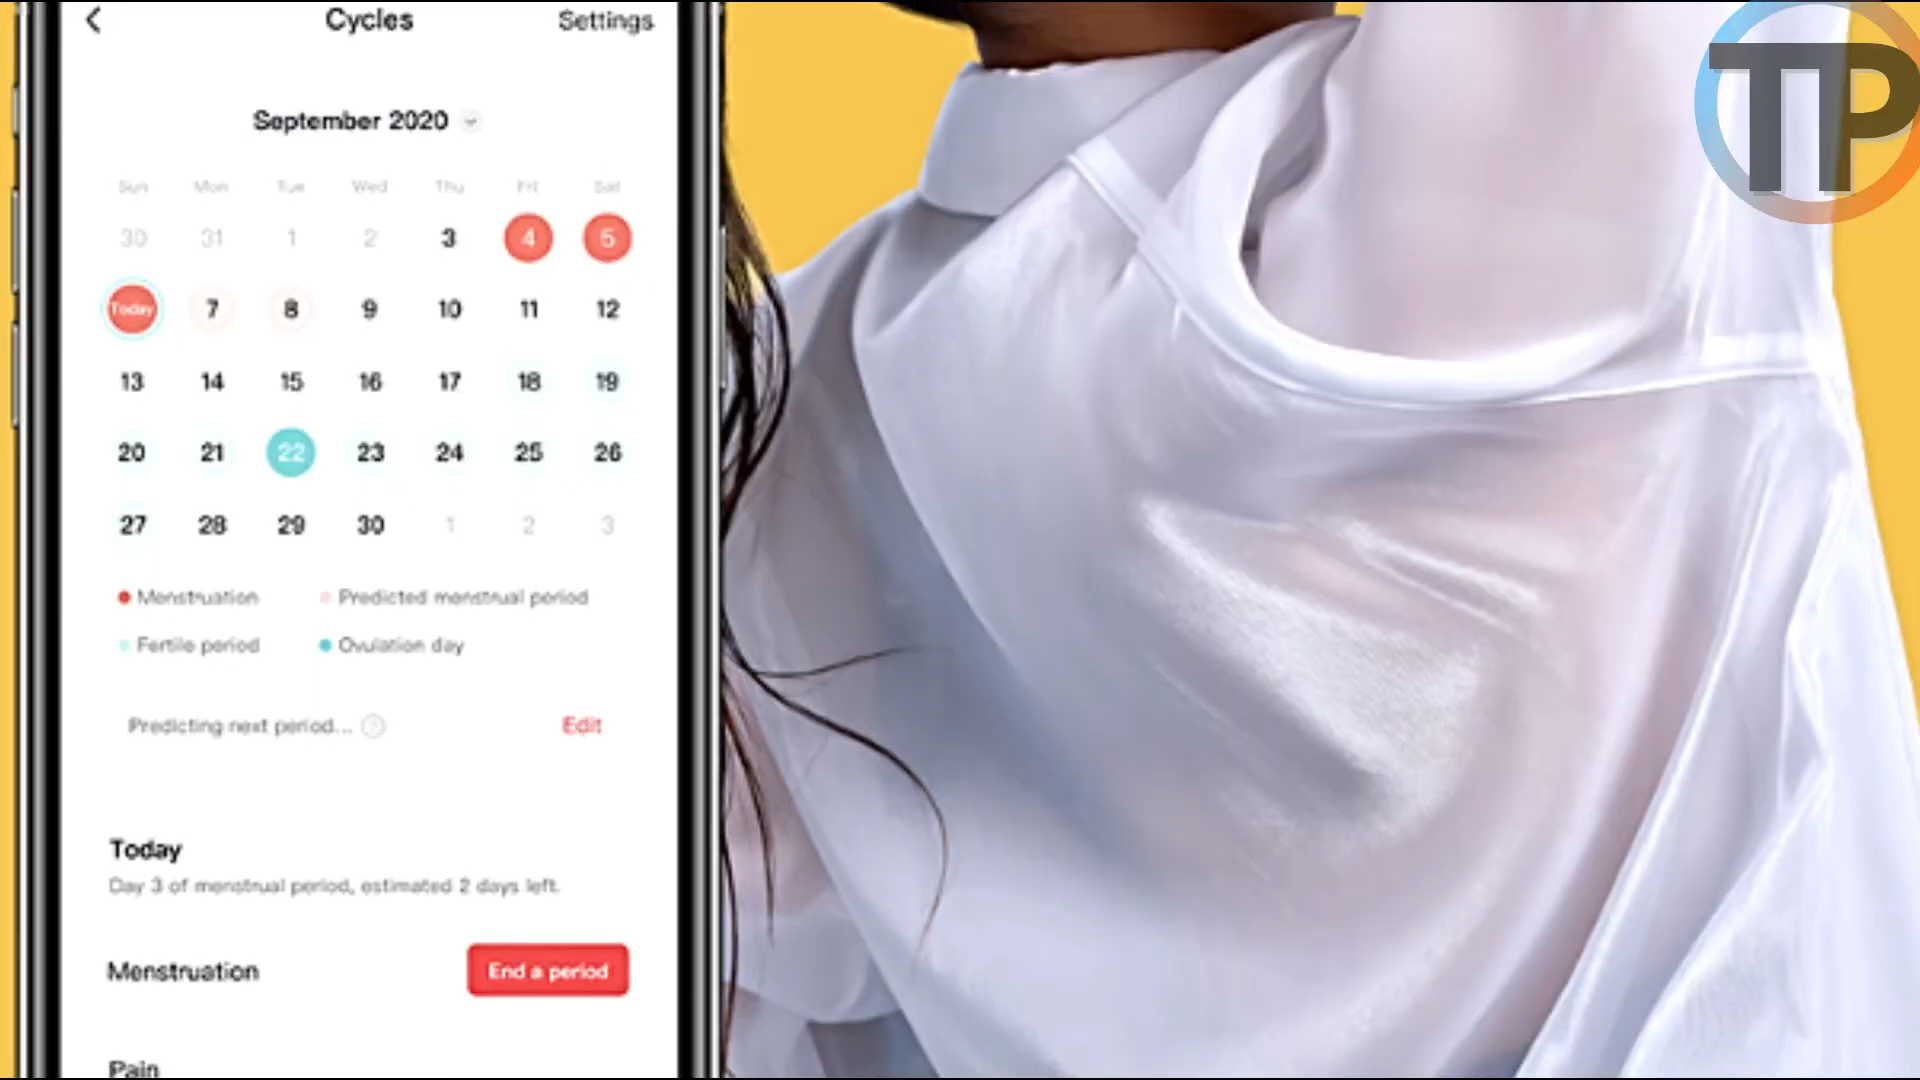 Cycles Settings
September 2020
Sun Mon Tue Wed Thu Fri Sat
30 31 1 2 3 4 5
Today 7 8 9 10 11 12
13 14 15 16 17 18 19
20 21 22 23 24 25 26
27 28 29 30 1 2 3
Menstruation Predicted menstrual period
Fertile period Ovulation day
Predicting next period... ? Edit
Today
Day 3 of menstrual period, estimated 2 days left.
Menstruation End a period
Pain
TP